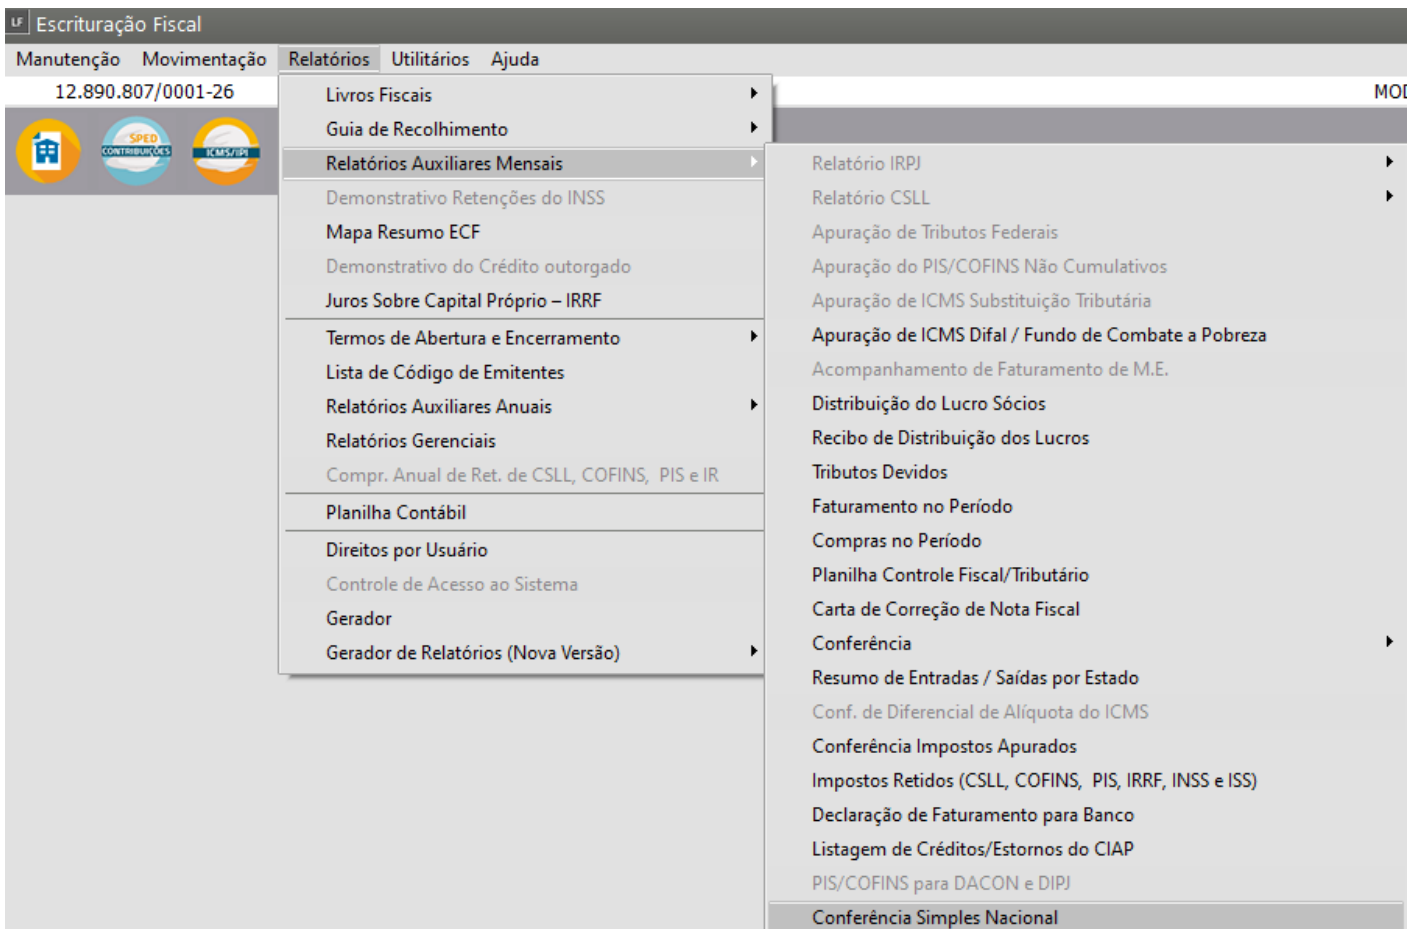 LF Escrituração Fiscal
Manutenção Movimentação Relatórios Utilitários Ajuda
12.890.807/0001-26
MOD
SPED
CONTRIBUIÇÕES
ICMS/IPI
Livros Fiscais
Guia de Recolhimento
Relatórios Auxiliares Mensais
Demonstrativo Retenções do INSS
Mapa Resumo ECF
Demonstrativo do Crédito outorgado
Juros Sobre Capital Próprio – IRRF
Termos de Abertura e Encerramento
Lista de Código de Emitentes
Relatórios Auxiliares Anuais
Relatórios Gerenciais
Compr. Anual de Ret. de CSLL, COFINS, PIS e IR
Planilha Contábil
Direitos por Usuário
Controle de Acesso ao Sistema
Gerador
Gerador de Relatórios (Nova Versão)
Relatório IRPJ
Relatório CSLL
Apuração de Tributos Federais
Apuração do PIS/COFINS Não Cumulativos
Apuração de ICMS Substituição Tributária
Apuração de ICMS Difal / Fundo de Combate a Pobreza
Acompanhamento de Faturamento de M.E.
Distribuição do Lucro Sócios
Recibo de Distribuição dos Lucros
Tributos Devidos
Faturamento no Período
Compras no Período
Planilha Controle Fiscal/Tributário
Carta de Correção de Nota Fiscal
Conferência
Resumo de Entradas / Saídas por Estado
Conf. de Diferencial de Alíquota do ICMS
Conferência Impostos Apurados
Impostos Retidos (CSLL, COFINS, PIS, IRRF, INSS e ISS)
Declaração de Faturamento para Banco
Listagem de Créditos/Estornos do CIAP
PIS/COFINS para DACON e DIPJ
Conferência Simples Nacional